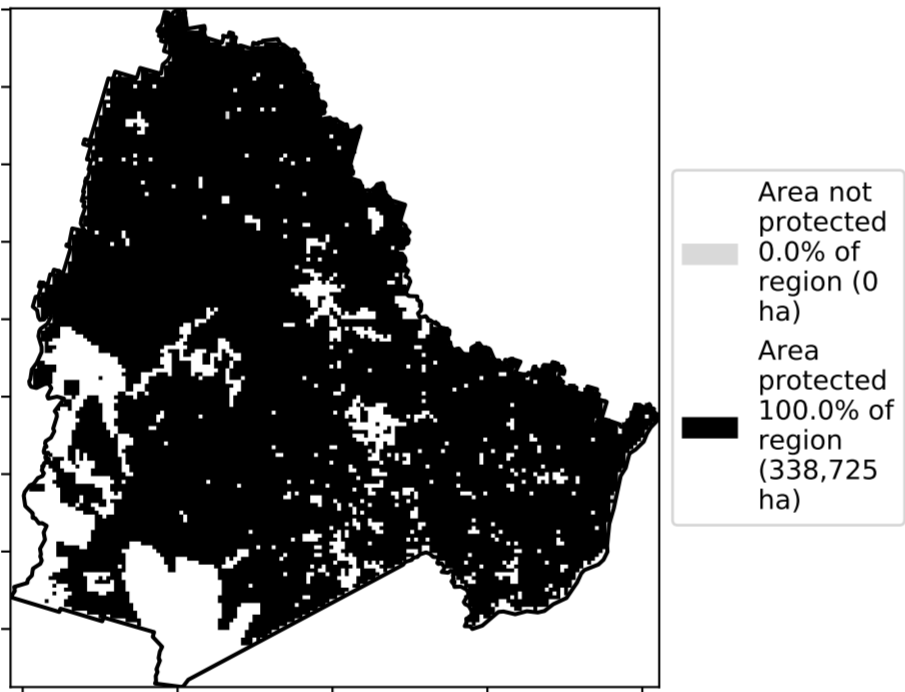 Area not
protected
0.0% of
region (0
ha)
Area
protected
100.0% of
region
(338,725
ha)